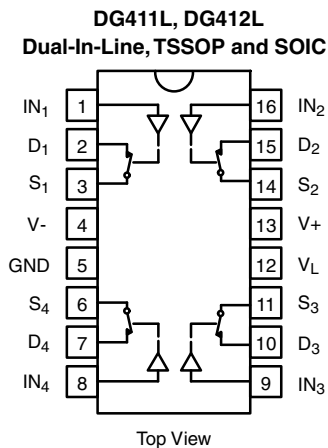 DG411L, DG412L
Dual-In-Line, TSSOP and SOIC
IN1 1 16 IN2
D1 2 15 D2
S1 3 14 S2
V- 4 13 V+
GND 5 12 VL
S4 6 11 S3
D4 7 10 D3
IN4 8 9 IN3
Top View